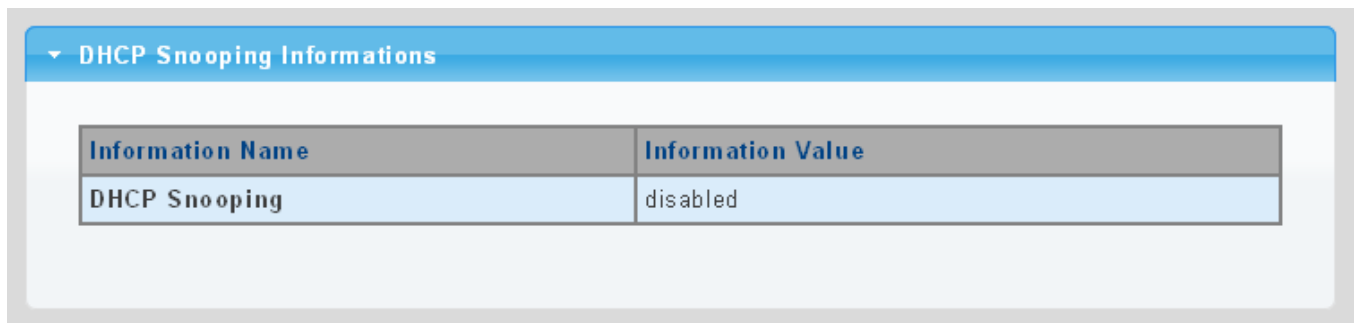 DHCP Snooping Informations
Information Name Information Value
DHCP Snooping disabled